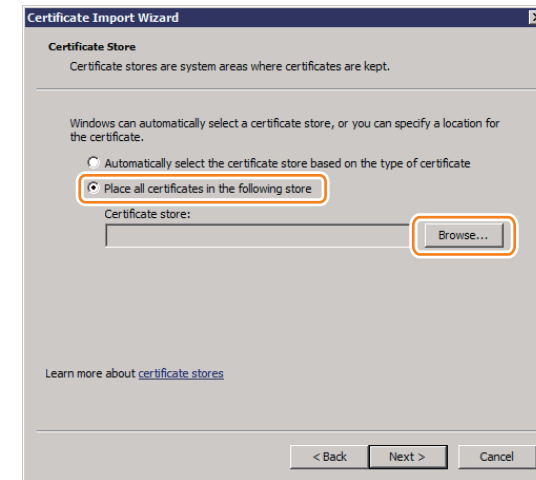 Certificate Import Wizard
Certificate Store
Certificate stores are system areas where certificates are kept.
Windows can automatically select a certificate store, or you can specify a location for
the certificate.
Automatically select the certificate store based on the type of certificate
Place all certificates in the following store
Certificate store:
Browse...
Learn more about certificate stores
< Back Next > Cancel